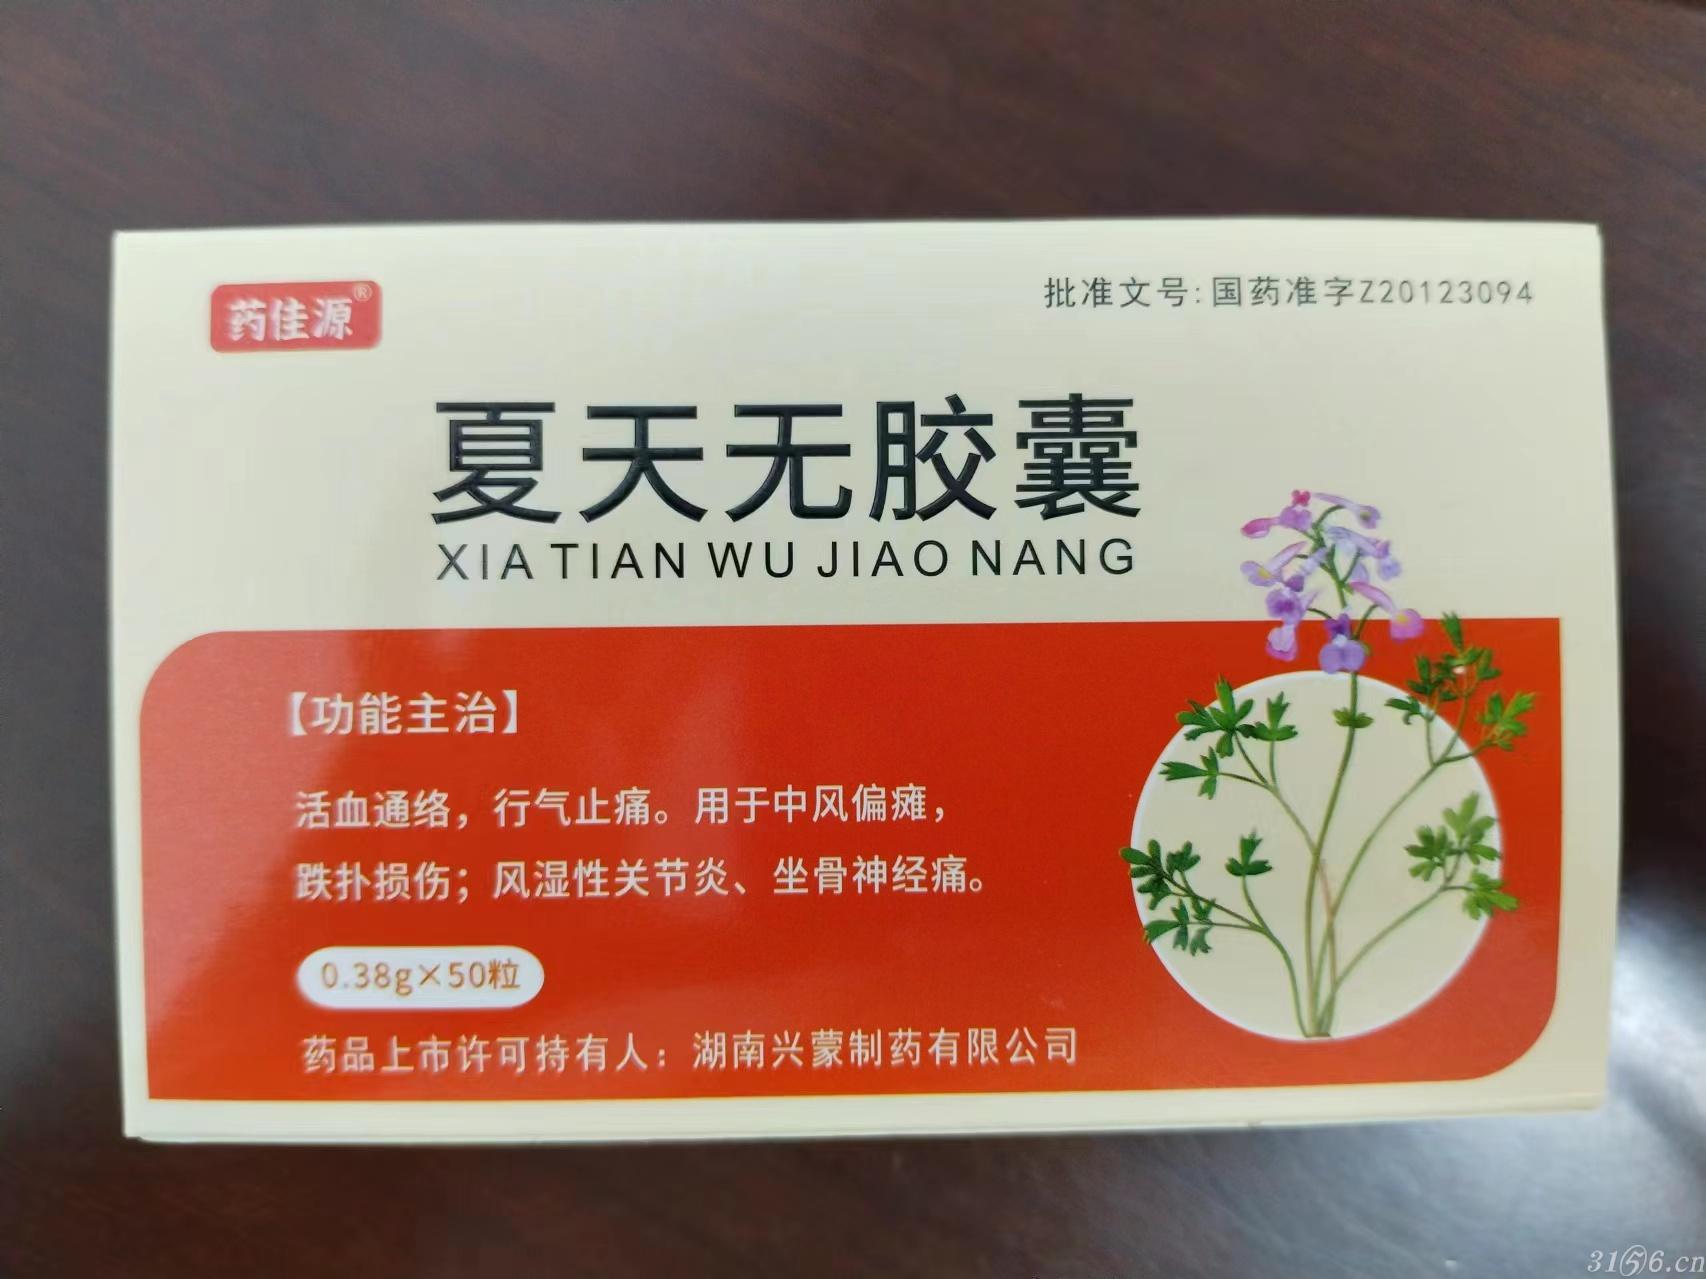 药佳源®
批准文号:国药准字Z20123094
夏天无胶囊
XIA TIAN WU JIAO NANG
【功能主治】
活血通络，行气止痛。用于中风偏瘫，
跌扑损伤；风湿性关节炎、坐骨神经痛。
0.38g×50粒
药品上市许可持有人：湖南兴蒙制药有限公司
3156.cn